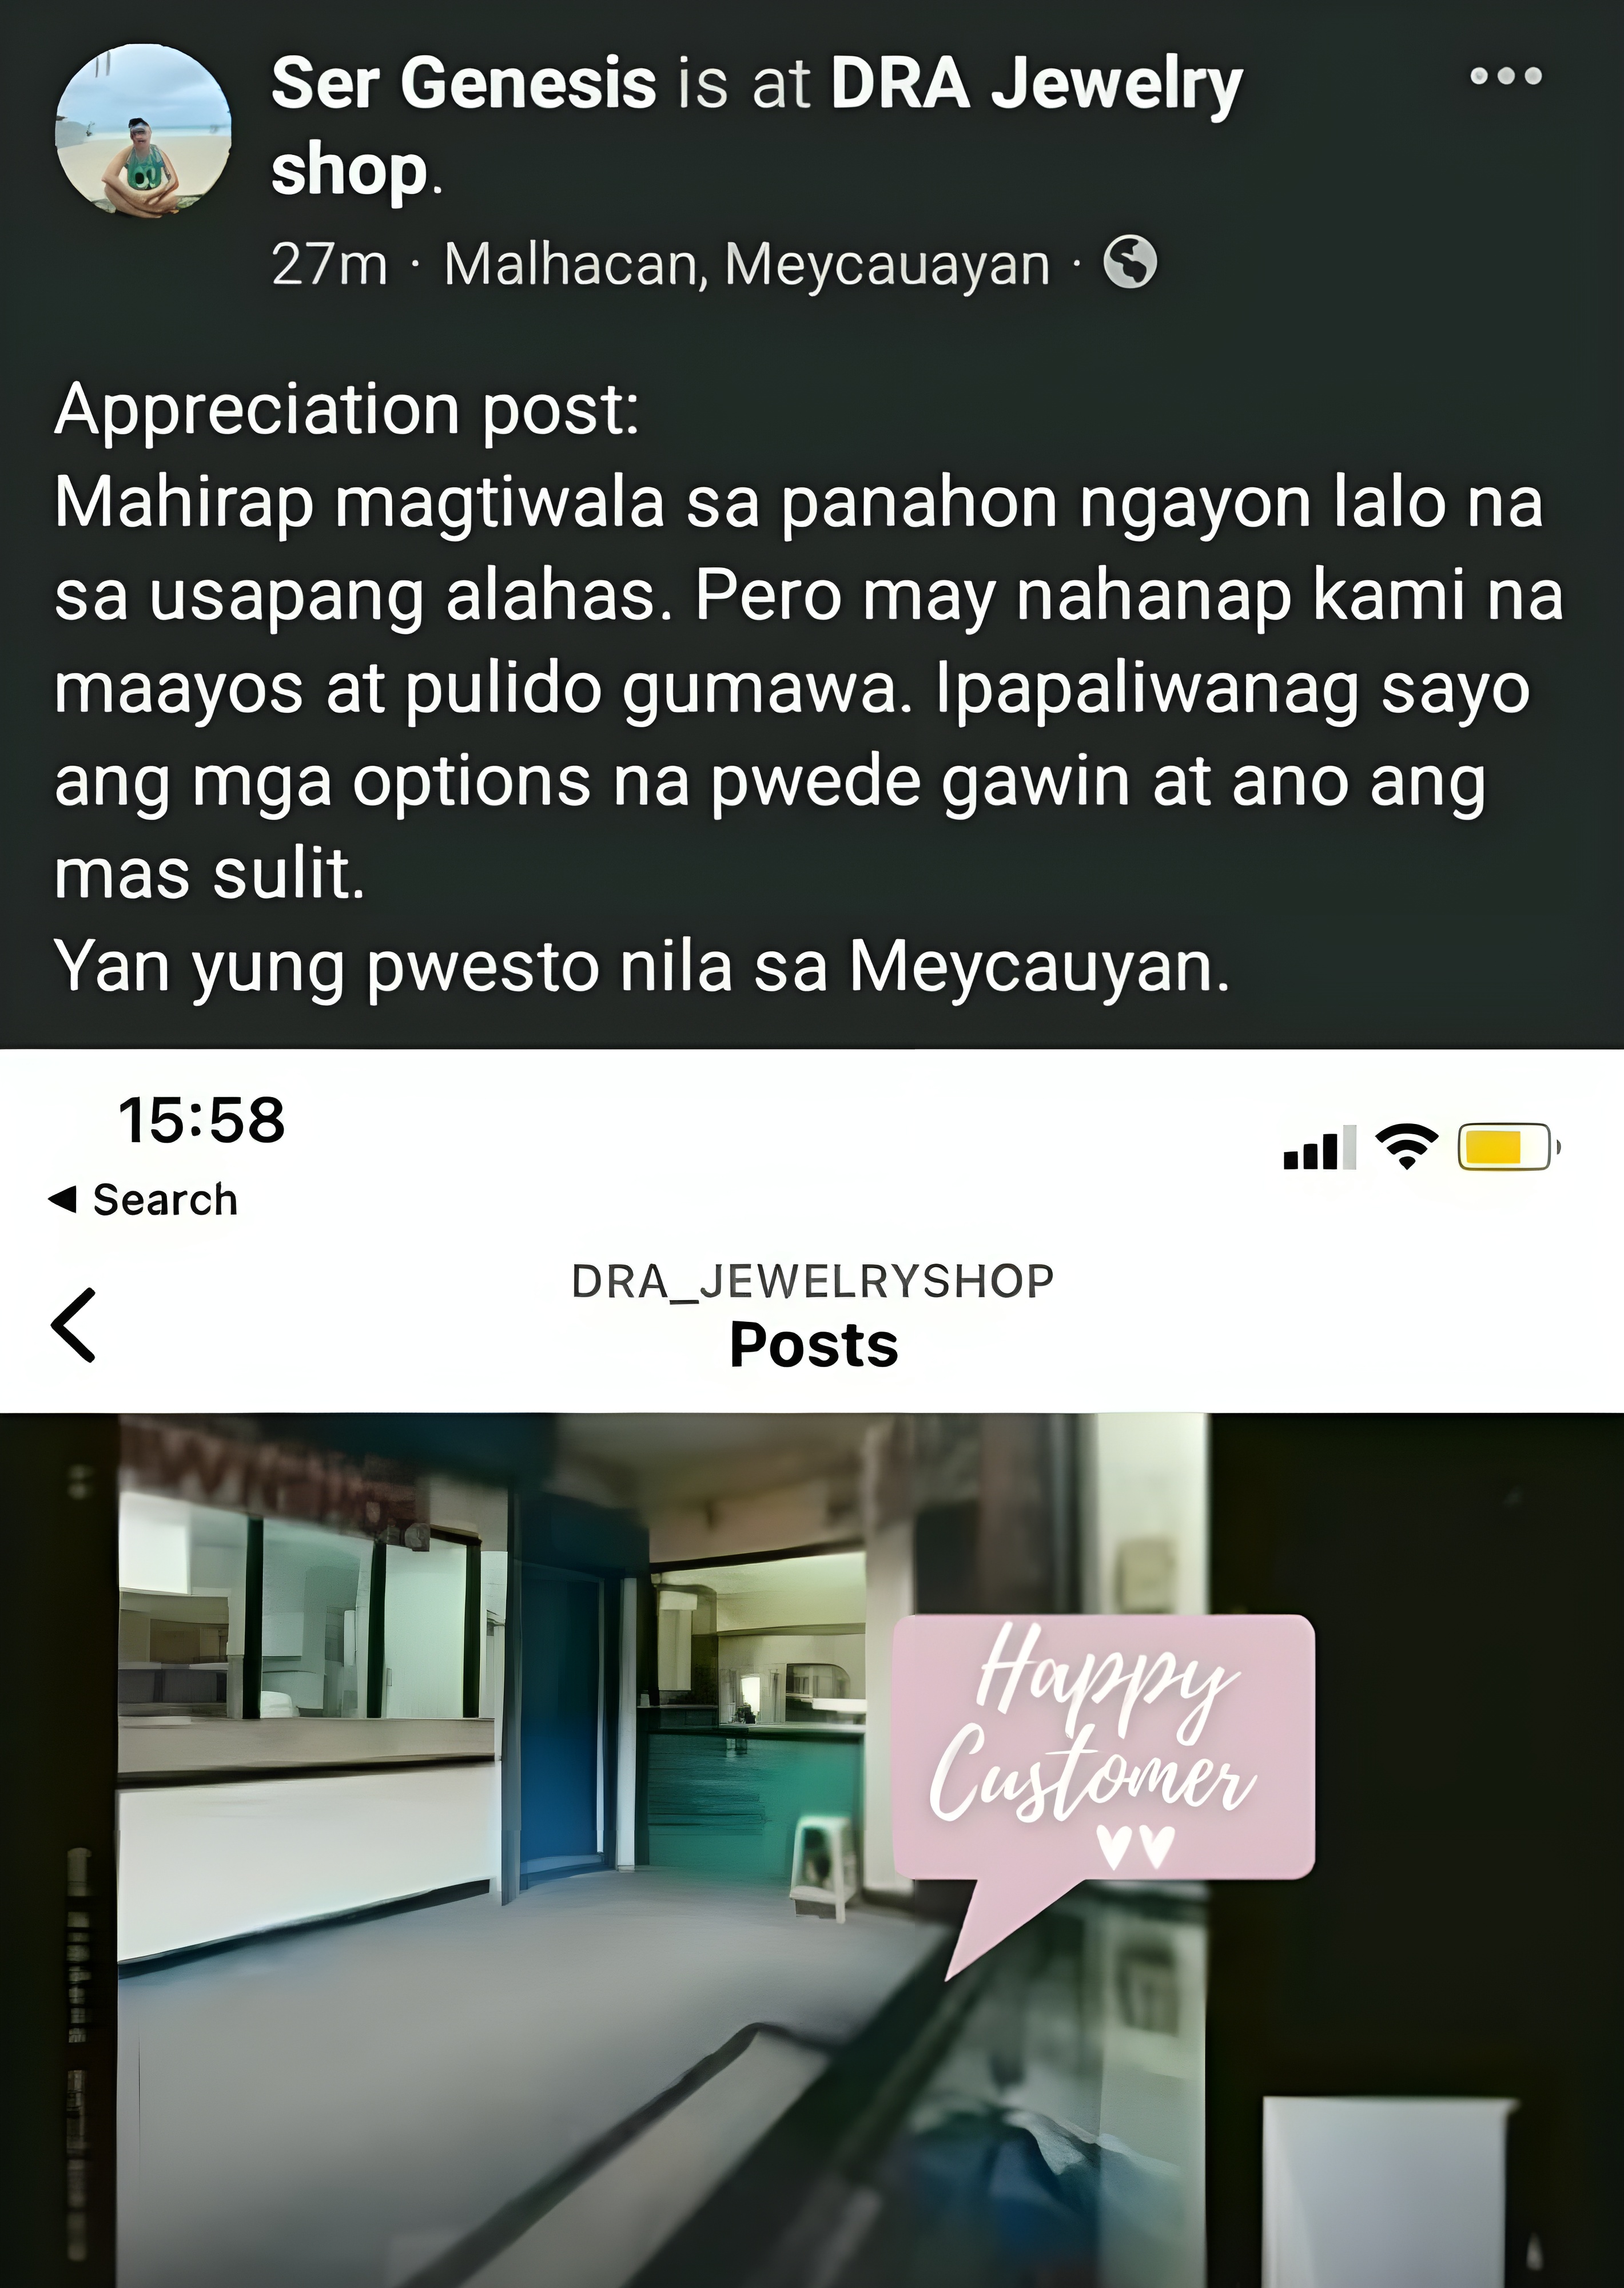 Ser Genesis is at DRA Jewelry
shop.
27m · Malhacan, Meycauayan ·
Appreciation post:
Mahirap magtiwala sa panahon ngayon lalo na
sa usapang alahas. Pero may nahanap kami na
maayos at pulido gumawa. Ipapaliwanag sayo
ang mga options na pwede gawin at ano ang
mas sulit.
Yan yung pwesto nila sa Meycauyan.
15:58
◀ Search
DRA_JEWELRYSHOP
Posts
Happy
Customer